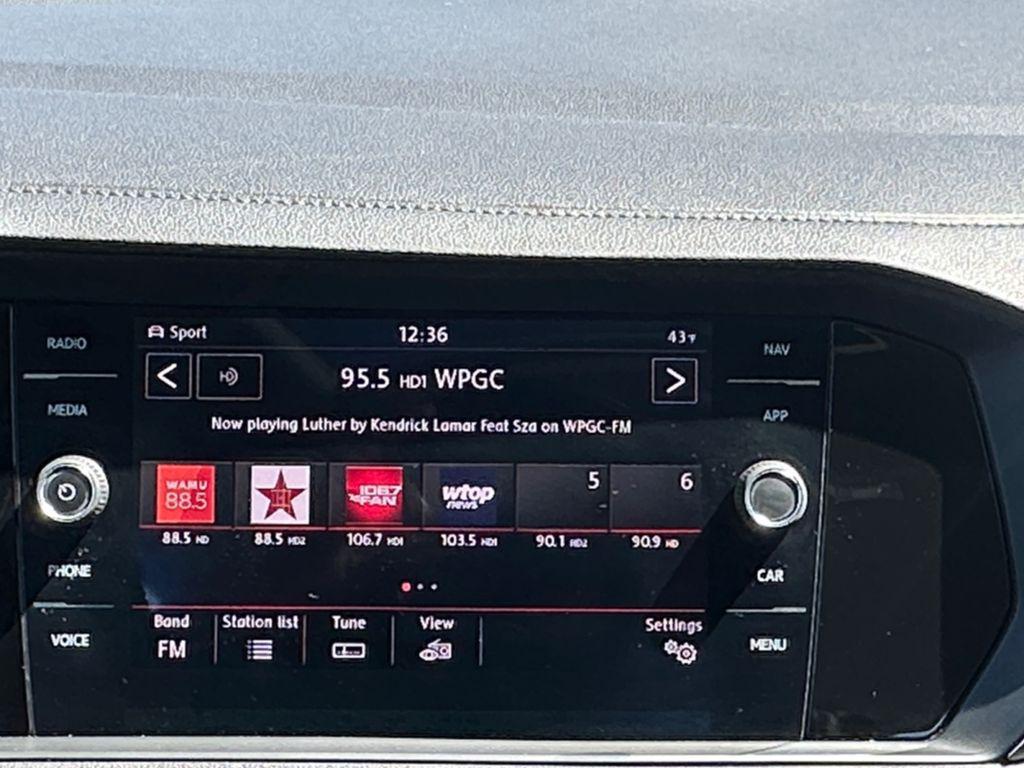 RADIO
MEDIA
PHONE
VOICE
Sport 12:36 43°F
95.5 HD1 WPGC
Now playing Luther by Kendrick Lamar Feat Sza on WPGC-FM
WAMU 88.5
106.7 THE FAN
wtop news
5
6
88.5 HD
88.5 HD2
106.7 HD1
103.5 HD1
90.1 HD2
90.9 HD
Band
FM
Station list
Tune
View
Settings
NAV
APP
CAR
MENU